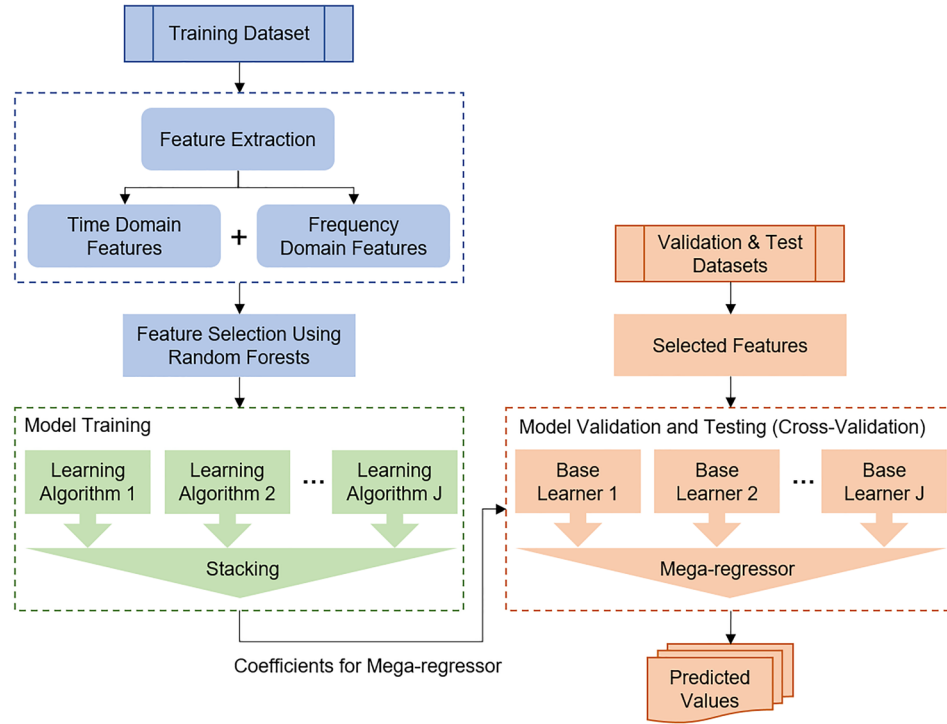 Training Dataset
Feature Extraction
Time Domain
Features
+
Frequency
Domain Features
Feature Selection Using
Random Forests
Model Training
Learning
Algorithm 1
Learning
Algorithm 2
...
Learning
Algorithm J
Stacking
Coefficients for Mega-regressor
Validation & Test
Datasets
Selected Features
Model Validation and Testing (Cross-Validation)
Base
Learner 1
Base
Learner 2
...
Base
Learner J
Mega-regressor
Predicted
Values